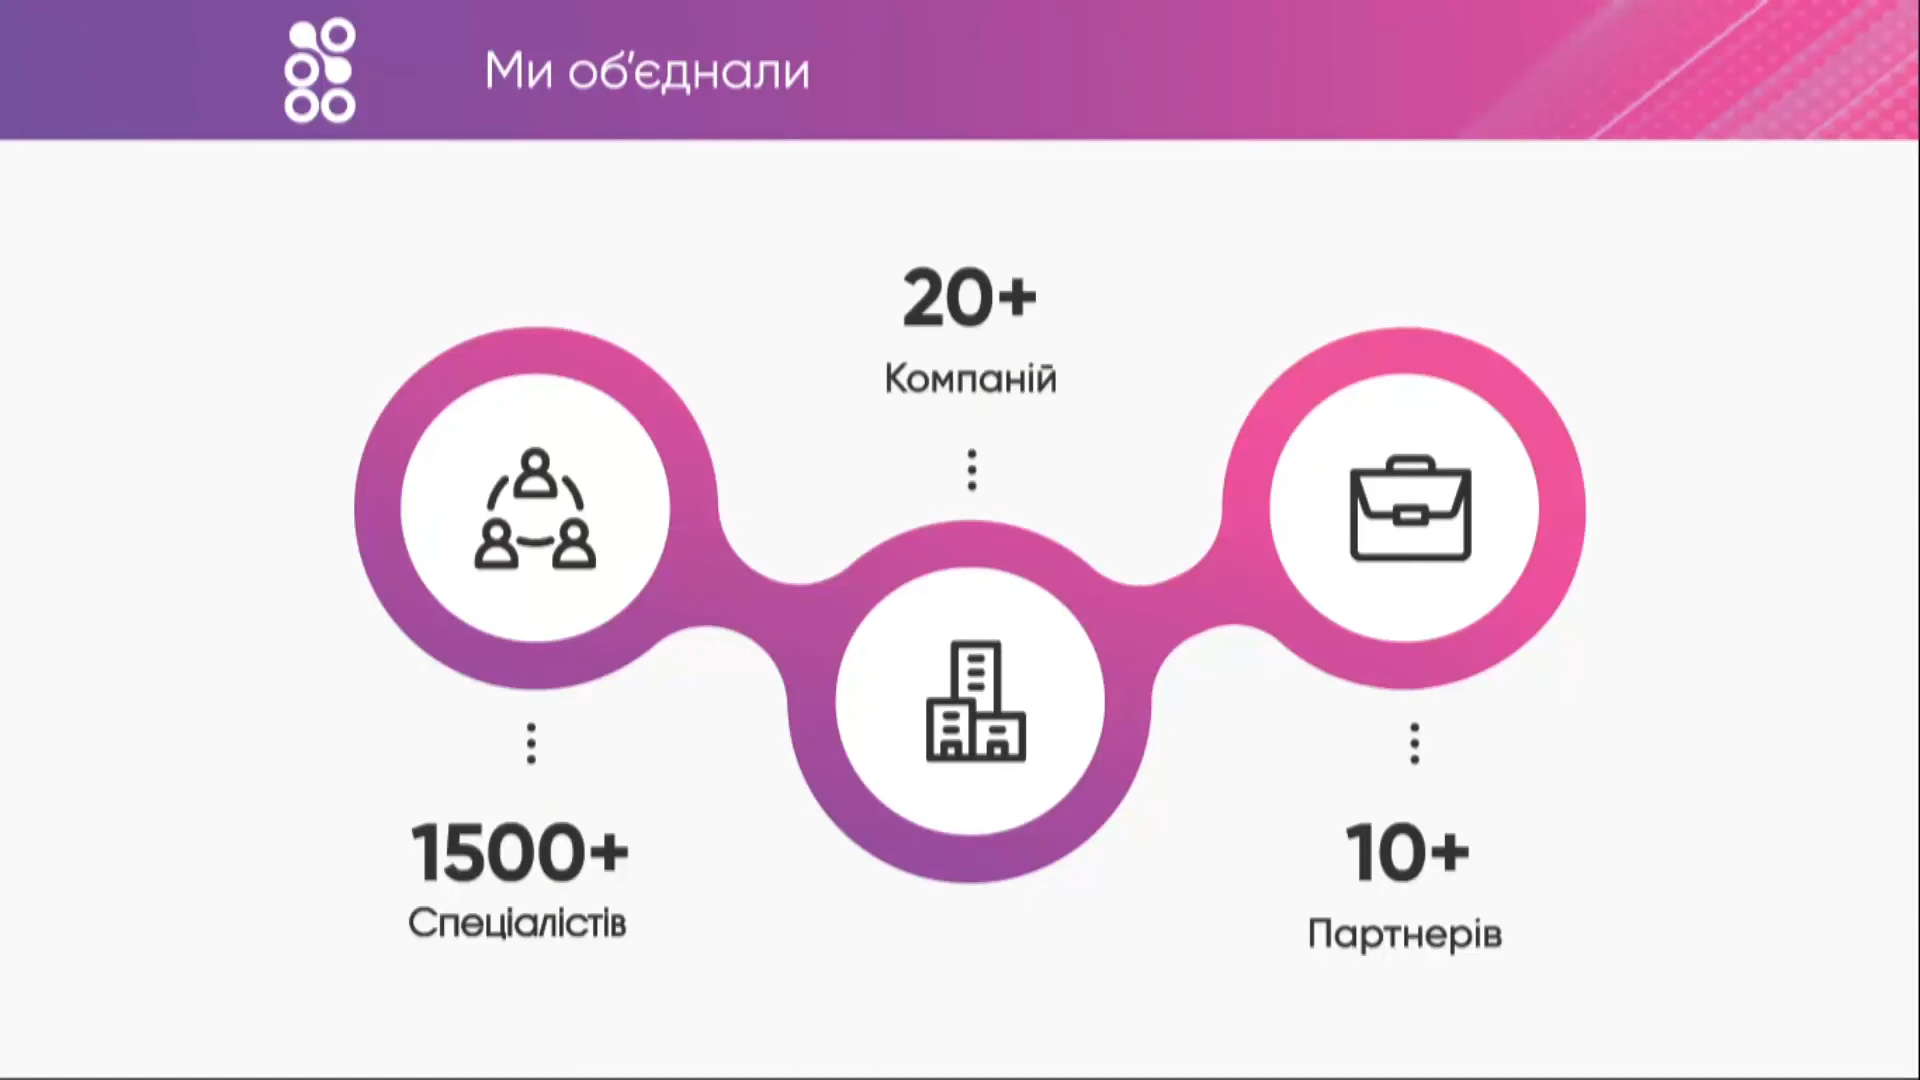 Ми об'єднали
20+
Компаній
1500+
Спеціалістів
10+
Партнерів